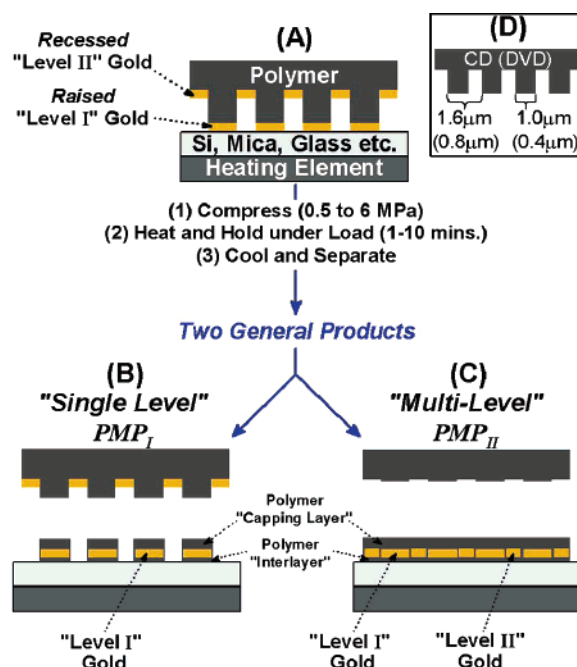 (A)
Recessed
"Level II" Gold
Polymer
Raised
"Level I" Gold
Si, Mica, Glass etc.
Heating Element
(D)
CD (DVD)
1.6μm 1.0μm
(0.8μm) (0.4μm)
(1) Compress (0.5 to 6 MPa)
(2) Heat and Hold under Load (1-10 mins.)
(3) Cool and Separate
Two General Products
(B)
"Single Level"
PMP_I
(C)
"Multi-Level"
PMP_II
Polymer
"Capping Layer"
Polymer
"Interlayer"
"Level I"
Gold
"Level I"
Gold
"Level II"
Gold